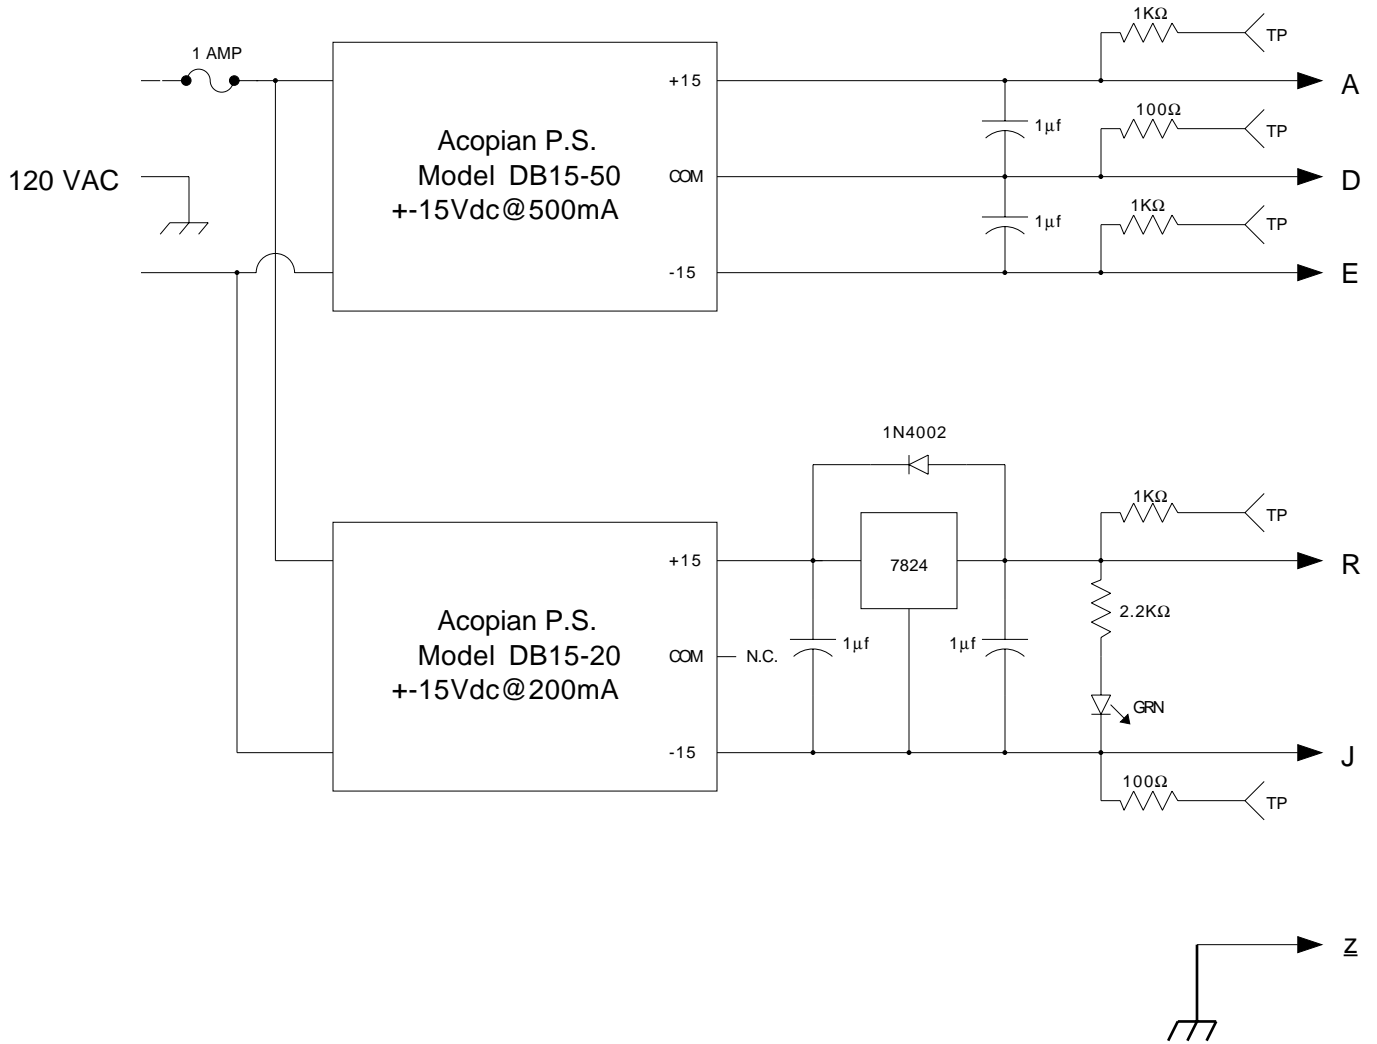 1 AMP
120 VAC
Acopian P.S.
Model DB15-50
+-15Vdc@500mA
+15
COM
-15
1µf
1µf
1KΩ
TP
A
100Ω
TP
D
1KΩ
TP
E
Acopian P.S.
Model DB15-20
+-15Vdc@200mA
+15
COM
N.C.
-15
1N4002
7824
1µf
1µf
1KΩ
TP
R
2.2KΩ
GRN
J
100Ω
TP
z